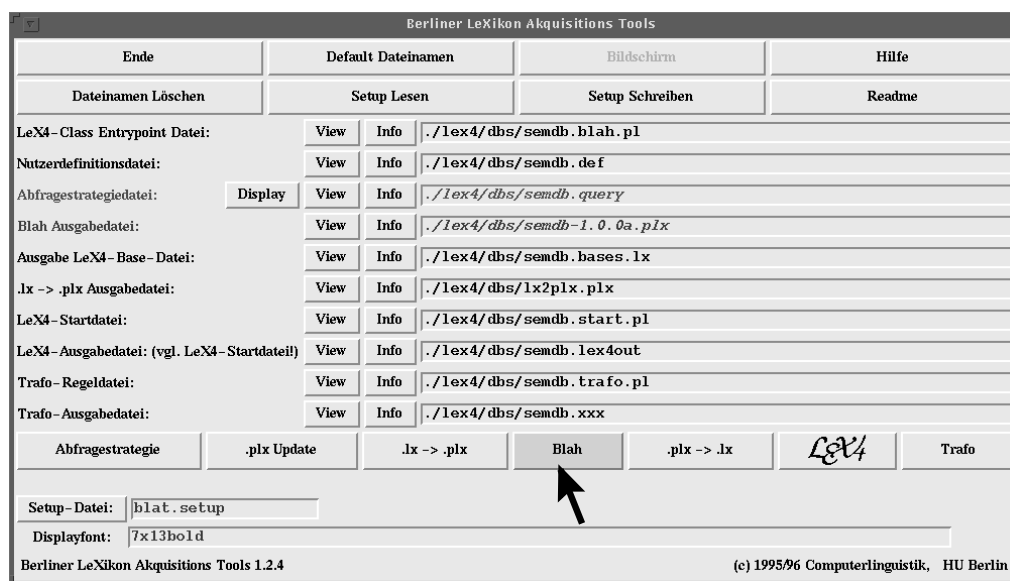 Berliner LeXikon Akquisitions Tools
Ende Default Dateinamen Bildschirm Hilfe
Dateinamen Löschen Setup Lesen Setup Schreiben Readme
LeX4-Class Entrypoint Datei: View Info ./lex4/dbs/semdb.blah.pl
Nutzerdefinitionsdatei: View Info ./lex4/dbs/semdb.def
Abfragestrategiedatei: Display View Info ./lex4/dbs/semdb.query
Blah Ausgabedatei: View Info ./lex4/dbs/semdb-1.0.0a.plx
Ausgabe LeX4-Base-Datei: View Info ./lex4/dbs/semdb.bases.lx
.lx -> .plx Ausgabedatei: View Info ./lex4/dbs/lx2plx.plx
LeX4-Startdatei: View Info ./lex4/dbs/semdb.start.pl
LeX4-Ausgabedatei: (vgl. LeX4-Startdatei!) View Info ./lex4/dbs/semdb.lex4out
Trafo-Regeldatei: View Info ./lex4/dbs/semdb.trafo.pl
Trafo-Ausgabedatei: View Info ./lex4/dbs/semdb.xxx
Abfragestrategie .plx Update .lx -> .plx Blah .plx -> .lx LEX4 Trafo
Setup-Datei: blat.setup
Displayfont: 7x13bold
Berliner LeXikon Akquisitions Tools 1.2.4 (c) 1995/96 Computerlinguistik, HU Berlin